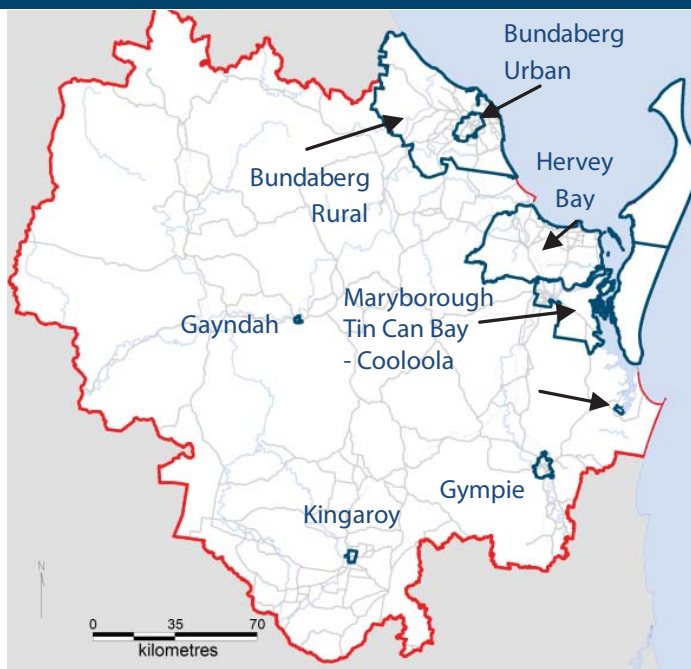 Bundaberg
Urban
Bundaberg
Rural
Hervey
Bay
Gayndah
Maryborough
Tin Can Bay
- Cooloola
Gympie
Kingaroy
N
0 35 70
kilometres